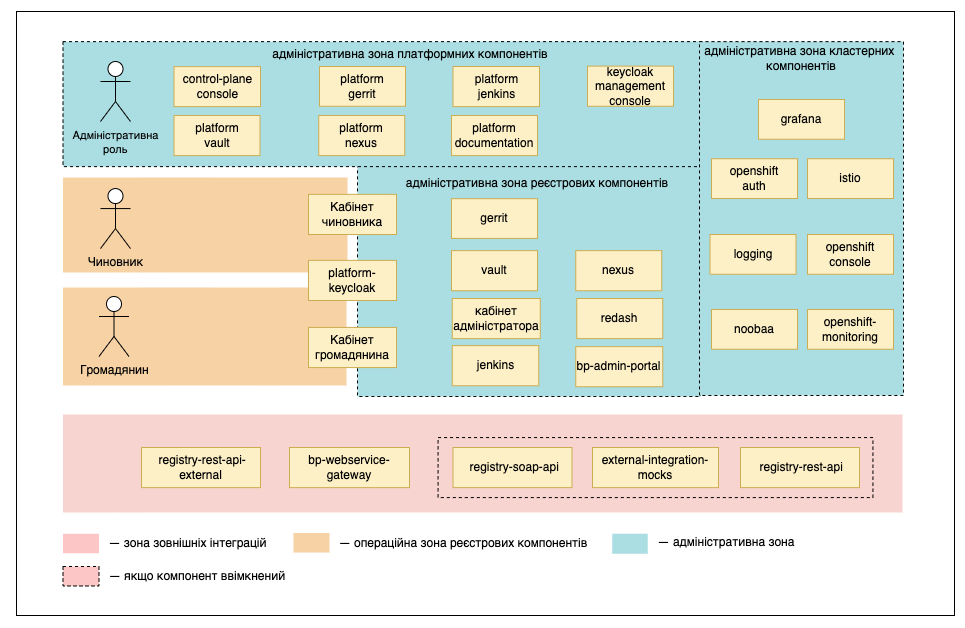 адміністративна зона платформних компонентів
адміністративна зона кластерних
компонентів
Адміністративна
роль
control-plane
console
platform
gerrit
platform
jenkins
keycloak
management
console
platform
vault
platform
nexus
platform
documentation
grafana
openshift
auth
istio
logging
openshift
console
noobaa
openshift-
monitoring
адміністративна зона реєстрових компонентів
Чиновник
Кабінет
чиновника
platform-
keycloak
Громадянин
Кабінет
громадянина
gerrit
vault
nexus
кабінет
адміністратора
redash
jenkins
bp-admin-portal
registry-rest-api-
external
bp-webservice-
gateway
registry-soap-api
external-integration-
mocks
registry-rest-api
— зона зовнішніх інтеграцій
— операційна зона реєстрових компонентів
— адміністративна зона
— якщо компонент ввімкнений